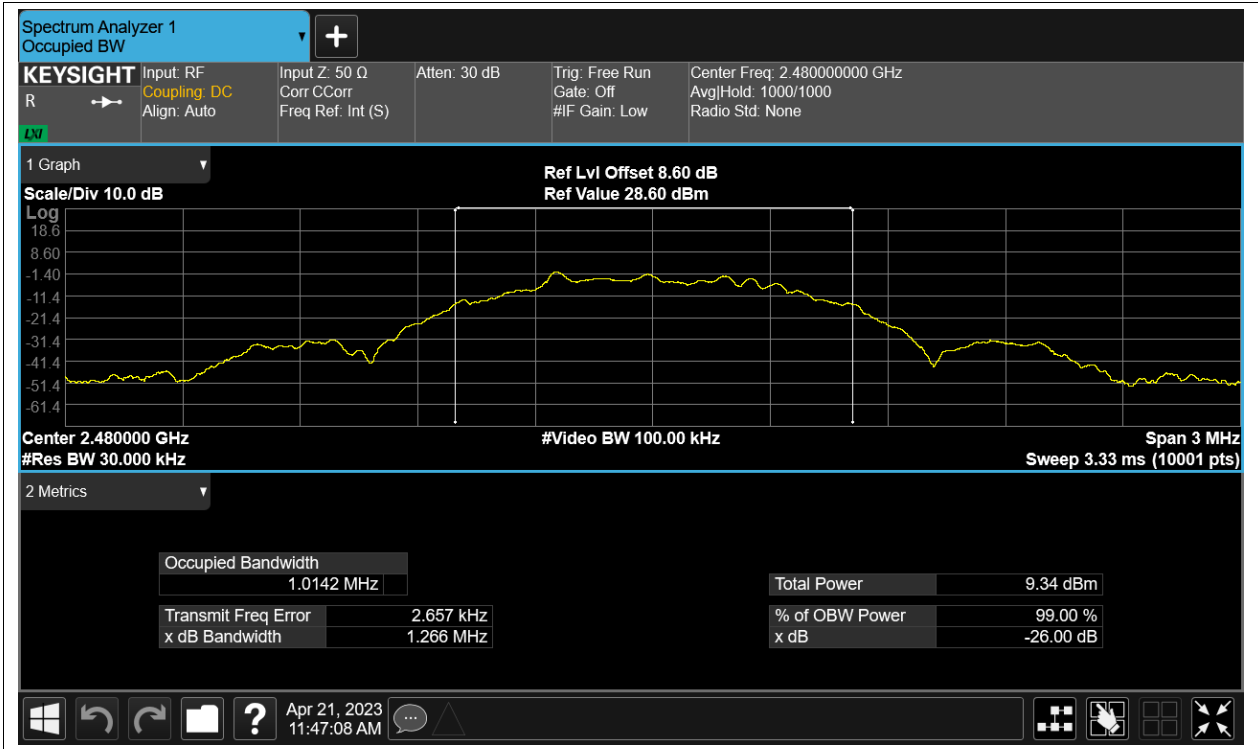 Spectrum Analyzer 1
Occupied BW
KEYSIGHT
R
LXI
Input: RF
Coupling: DC
Align: Auto
Input Z: 50 Ω
Corr CCorr
Freq Ref: Int (S)
Atten: 30 dB
Trig: Free Run
Gate: Off
#IF Gain: Low
Center Freq: 2.480000000 GHz
Avg|Hold: 1000/1000
Radio Std: None
1 Graph
Scale/Div 10.0 dB
Ref Lvl Offset 8.60 dB
Ref Value 28.60 dBm
Log
18.6
8.60
-1.40
-11.4
-21.4
-31.4
-41.4
-51.4
-61.4
Center 2.480000 GHz
#Res BW 30.000 kHz
#Video BW 100.00 kHz
Span 3 MHz
Sweep 3.33 ms (10001 pts)
2 Metrics
Occupied Bandwidth
1.0142 MHz
Transmit Freq Error 2.657 kHz
x dB Bandwidth 1.266 MHz
Total Power 9.34 dBm
% of OBW Power 99.00 %
x dB -26.00 dB
?
Apr 21, 2023
11:47:08 AM